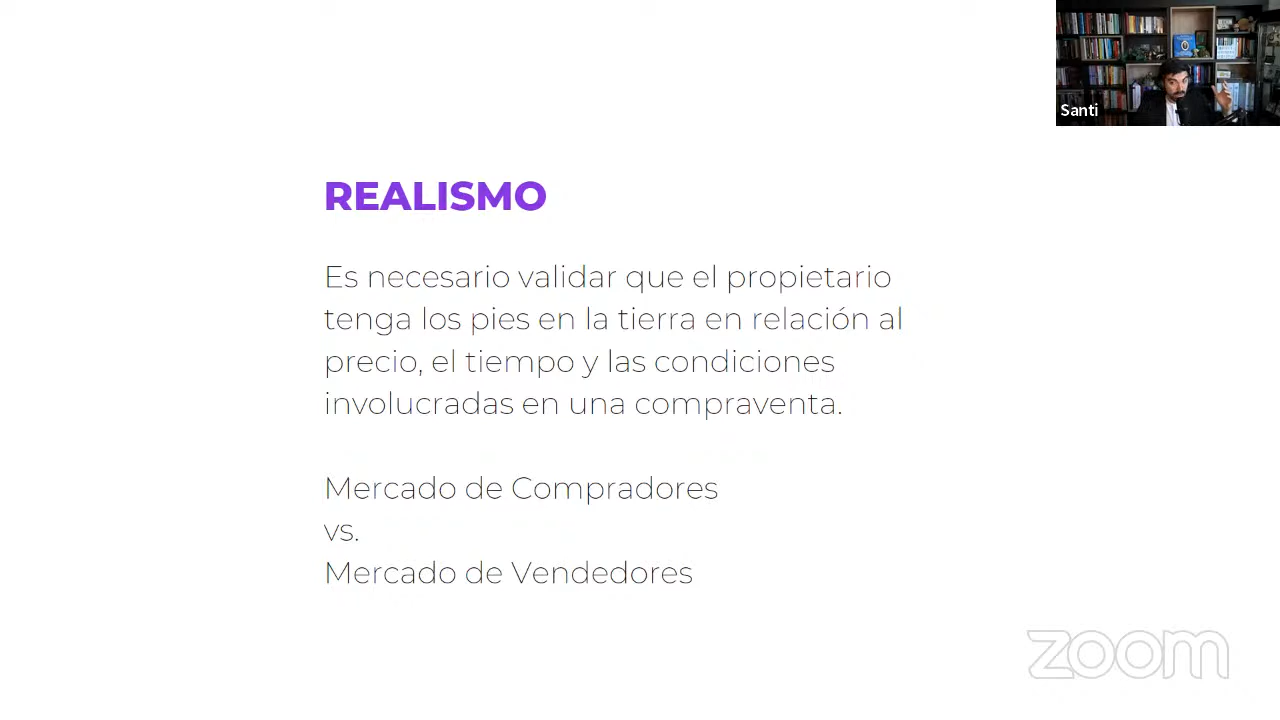 Santi
REALISMO
Es necesario validar que el propietario
tenga los pies en la tierra en relación al
precio, el tiempo y las condiciones
involucradas en una compraventa.
Mercado de Compradores
vs.
Mercado de Vendedores
zoom